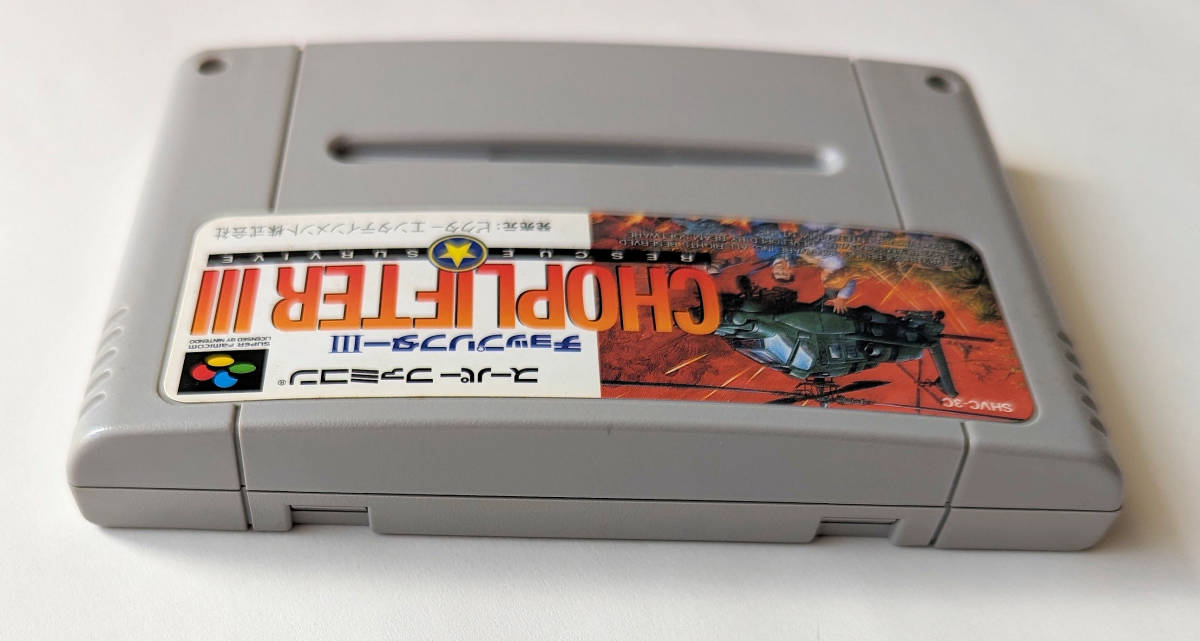 SHVC-3C
スーパーファミコン®
SUPER FAMICOM
LICENSED BY NINTENDO
チョップリフターIII
CHOPLIFTER III
RESCUE SURVIVE
発売元:ビクターエンタテインメント株式会社